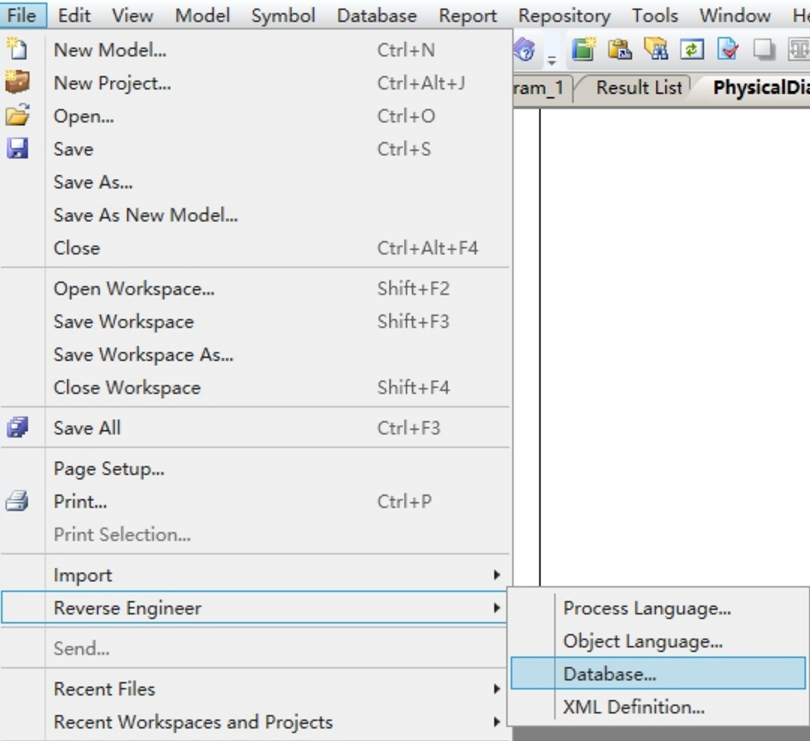 File Edit View Model Symbol Database Report Repository Tools Window He
New Model... Ctrl+N
New Project... Ctrl+Alt+J
ram_1 Result List PhysicalDia
Open... Ctrl+O
Save Ctrl+S
Save As...
Save As New Model...
Close Ctrl+Alt+F4
Open Workspace... Shift+F2
Save Workspace Shift+F3
Save Workspace As...
Close Workspace Shift+F4
Save All Ctrl+F3
Page Setup...
Print... Ctrl+P
Print Selection...
Import
Reverse Engineer
Process Language...
Object Language...
Database...
XML Definition...
Send...
Recent Files
Recent Workspaces and Projects